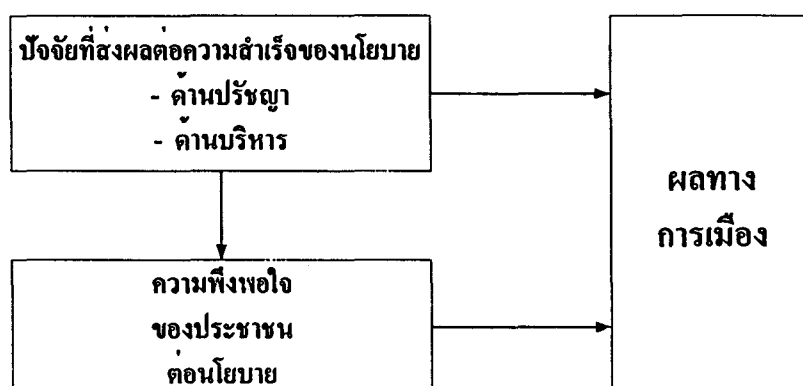 ปัจจัยที่ส่งผลต่อความสำเร็จของนโยบาย
- ด้านปรัชญา
- ด้านบริหาร
ผลทาง
การเมือง
ความพึงพอใจ
ของประชาชน
ต่อนโยบาย